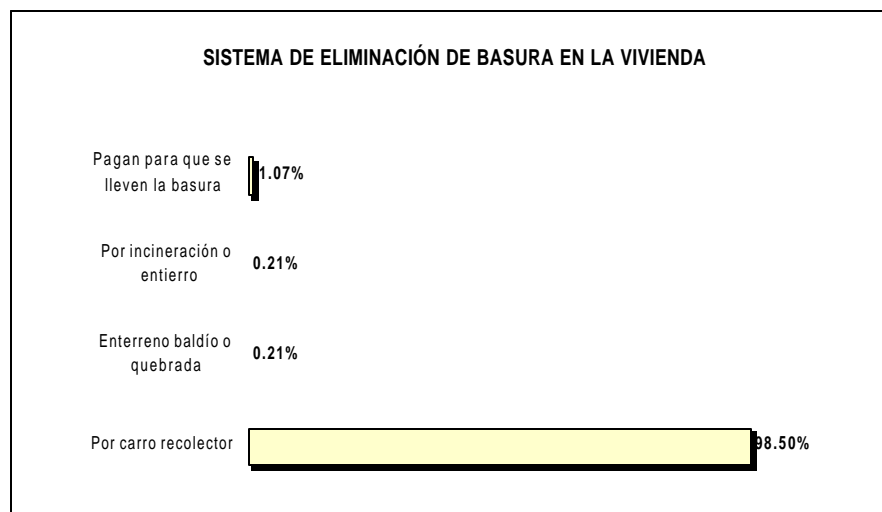 SISTEMA DE ELIMINACIÓN DE BASURA EN LA VIVIENDA
Pagan para que se
lleven la basura
1.07%
Por incineración o
entierro
0.21%
Enterreno baldío o
quebrada
0.21%
Por carro recolector
98.50%